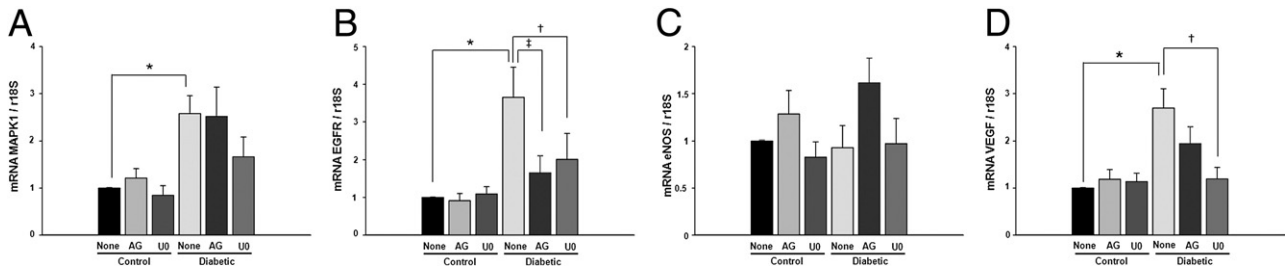 A
mRNA MAPK1 / r18S
4
3
2
1
0
*
None AG U0 None AG U0
Control Diabetic
B
mRNA EGFR / r18S
5
4
3
2
1
0
*
†
‡
None AG U0 None AG U0
Control Diabetic
C
mRNA eNOS / r18S
2
1.5
1
0.5
0
None AG U0 None AG U0
Control Diabetic
D
mRNA VEGF / r18S
4
3
2
1
0
*
†
None AG U0 None AG U0
Control Diabetic